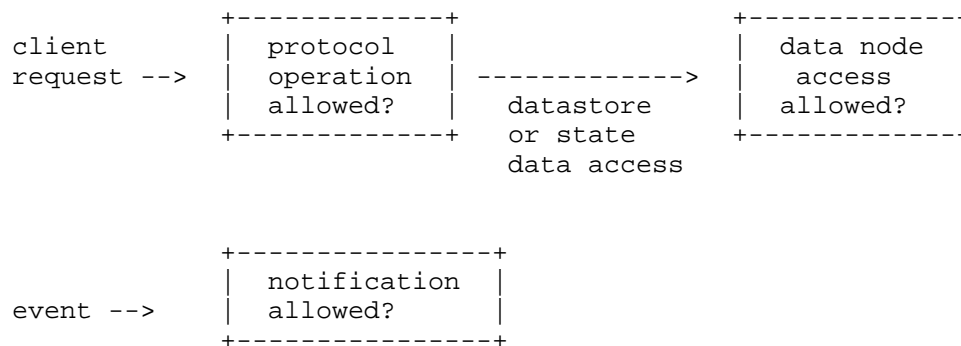 +-------------+                 +-------------+
client          |  protocol   |                 |  data node  |
request -->     |  operation  | ------------->  |   access    |
                |  allowed?   |   datastore     |  allowed?   |
                +-------------+   or state      +-------------
                                  data access
                +----------------+
                |  notification  |
event -->       |  allowed?      |
                +----------------+